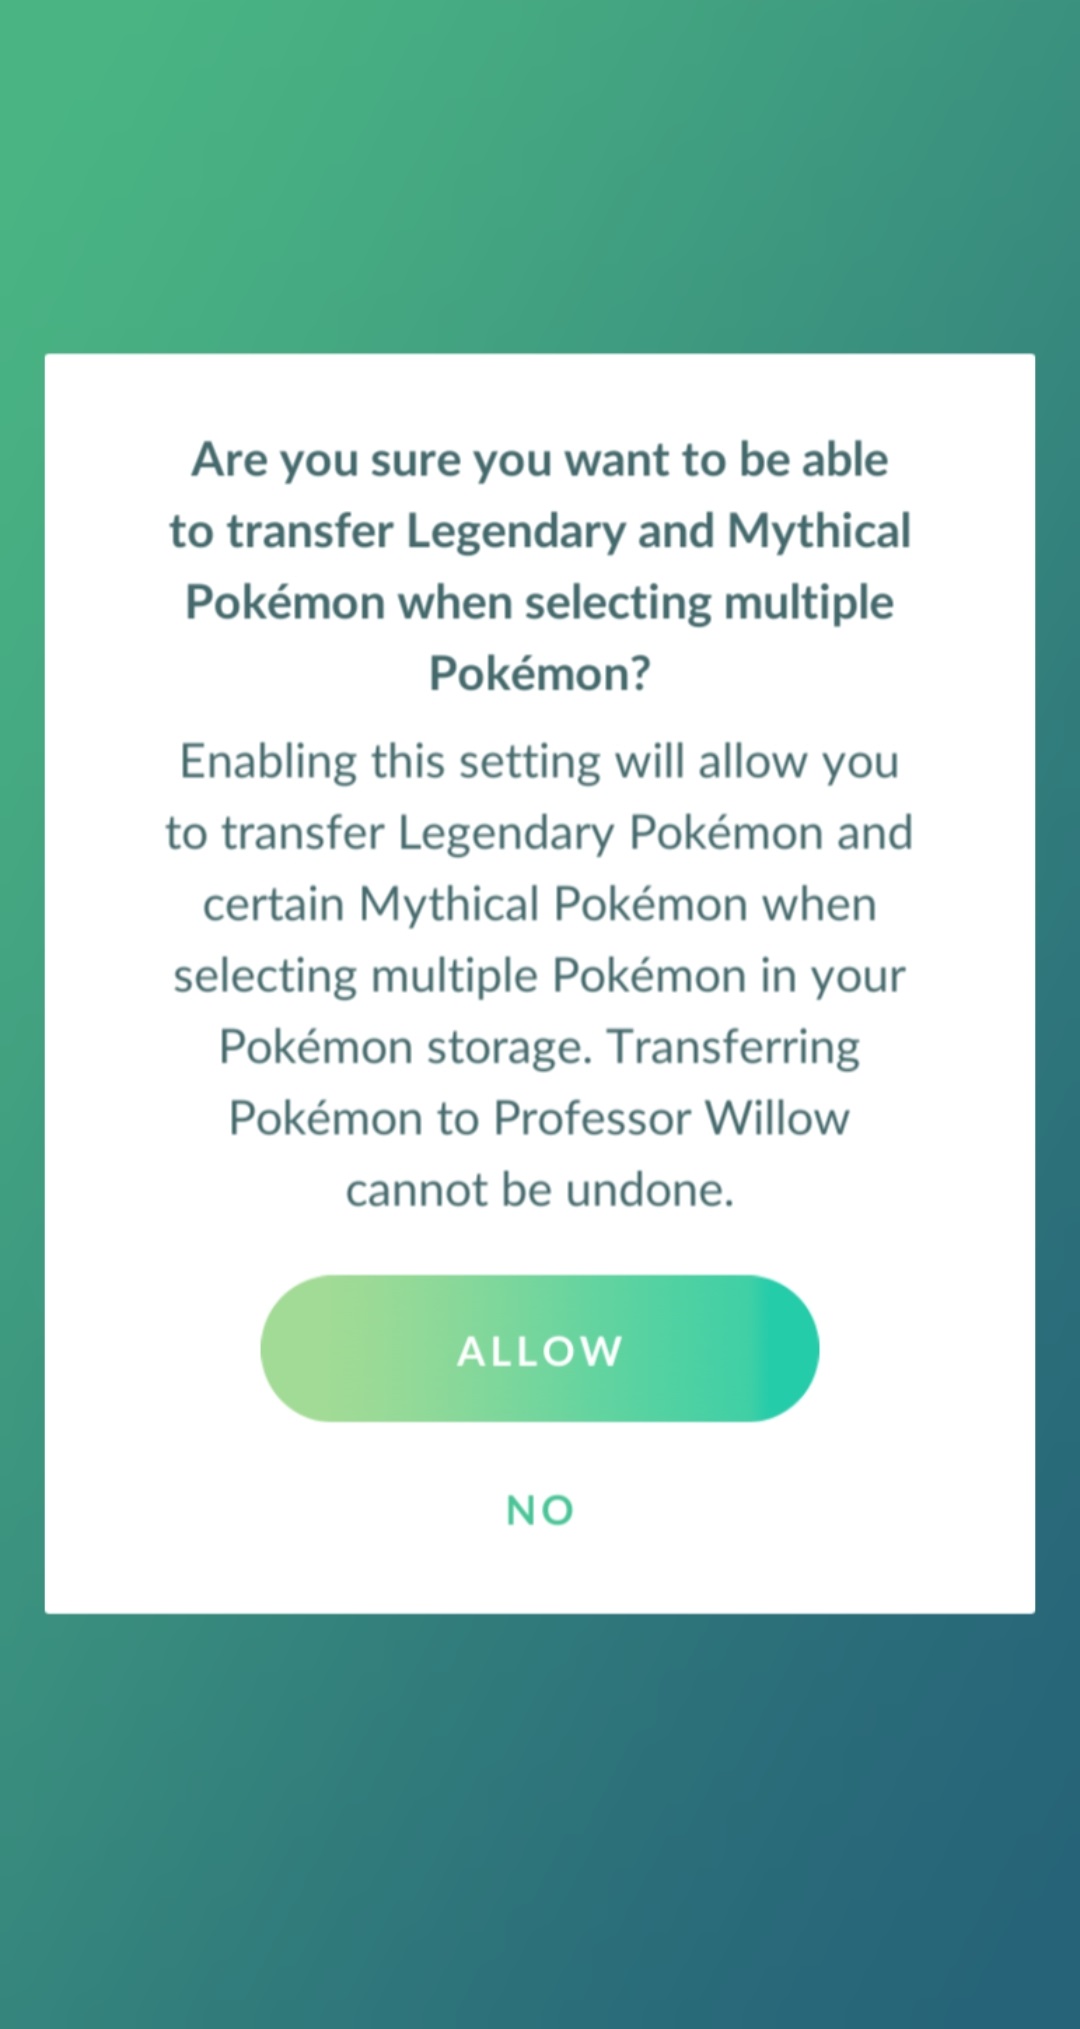 Are you sure you want to be able
to transfer Legendary and Mythical
Pokémon when selecting multiple
Pokémon?
Enabling this setting will allow you
to transfer Legendary Pokémon and
certain Mythical Pokémon when
selecting multiple Pokémon in your
Pokémon storage. Transferring
Pokémon to Professor Willow
cannot be undone.
ALLOW
NO